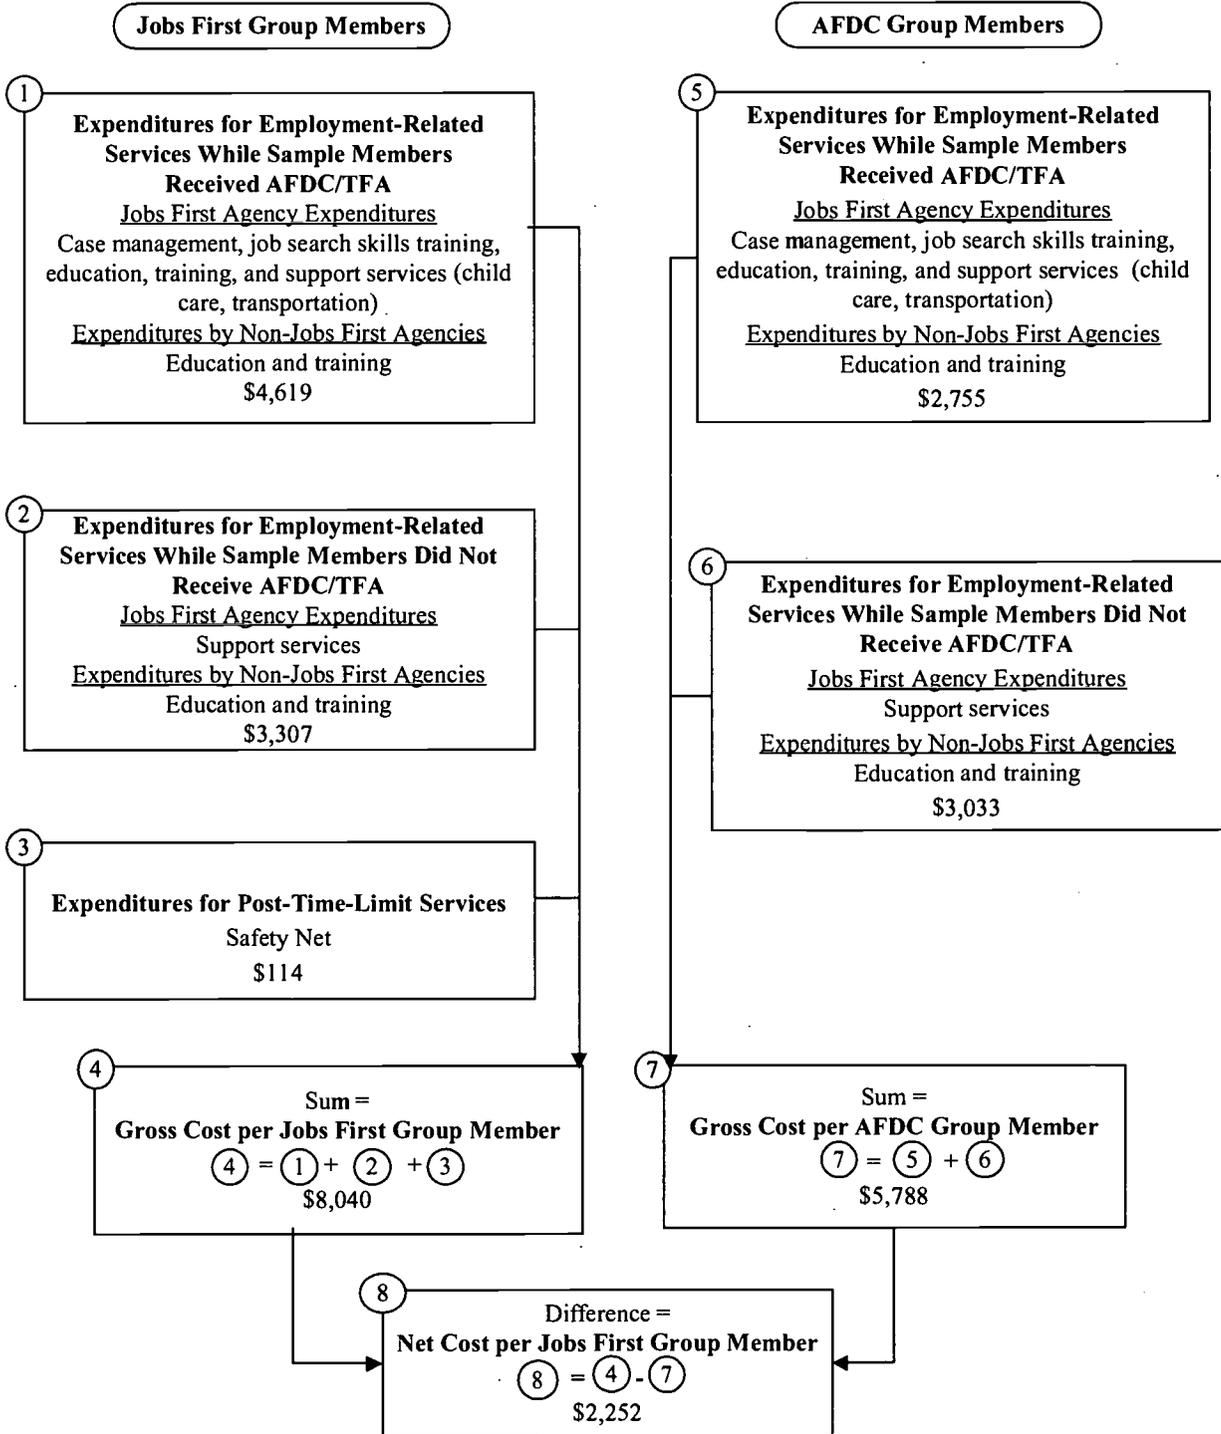 Jobs First Group Members
1
Expenditures for Employment-Related
Services While Sample Members
Received AFDC/TFA
Jobs First Agency Expenditures
Case management, job search skills training,
education, training, and support services (child
care, transportation)
Expenditures by Non-Jobs First Agencies
Education and training
$4,619
2
Expenditures for Employment-Related
Services While Sample Members Did Not
Receive AFDC/TFA
Jobs First Agency Expenditures
Support services
Expenditures by Non-Jobs First Agencies
Education and training
$3,307
3
Expenditures for Post-Time-Limit Services
Safety Net
$114
4
Sum =
Gross Cost per Jobs First Group Member
4 = 1 + 2 + 3
$8,040
AFDC Group Members
5
Expenditures for Employment-Related
Services While Sample Members
Received AFDC/TFA
Jobs First Agency Expenditures
Case management, job search skills training,
education, training, and support services (child
care, transportation)
Expenditures by Non-Jobs First Agencies
Education and training
$2,755
6
Expenditures for Employment-Related
Services While Sample Members Did Not
Receive AFDC/TFA
Jobs First Agency Expenditures
Support services
Expenditures by Non-Jobs First Agencies
Education and training
$3,033
7
Sum =
Gross Cost per AFDC Group Member
7 = 5 + 6
$5,788
8
Difference =
Net Cost per Jobs First Group Member
8 = 4 - 7
$2,252